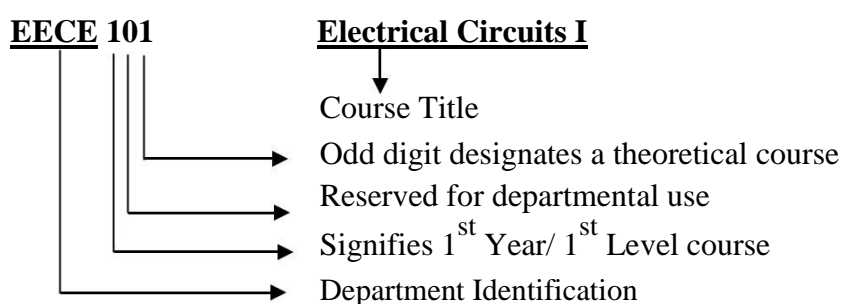 EECE 101 Electrical Circuits I
Course Title
Odd digit designates a theoretical course
Reserved for departmental use
Signifies 1st Year/ 1st Level course
Department Identification